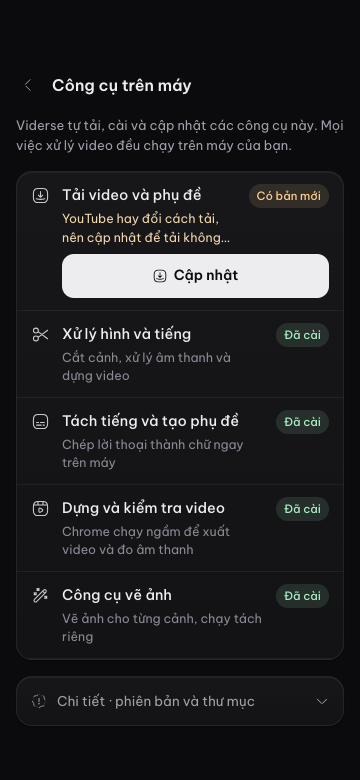 Công cụ trên máy
Viderse tự tải, cài và cập nhật các công cụ này. Mọi
việc xử lý video đều chạy trên máy của bạn.
Tải video và phụ đề
Có bản mới
YouTube hay đổi cách tải,
nên cập nhật để tải không...
Cập nhật
Xử lý hình và tiếng
Đã cài
Cắt cảnh, xử lý âm thanh và
dựng video
Tách tiếng và tạo phụ đề
Đã cài
Chép lời thoại thành chữ ngay
trên máy
Dựng và kiểm tra video
Đã cài
Chrome chạy ngầm để xuất
video và đo âm thanh
Công cụ vẽ ảnh
Đã cài
Vẽ ảnh cho từng cảnh, chạy tách
riêng
Chi tiết · phiên bản và thư mục